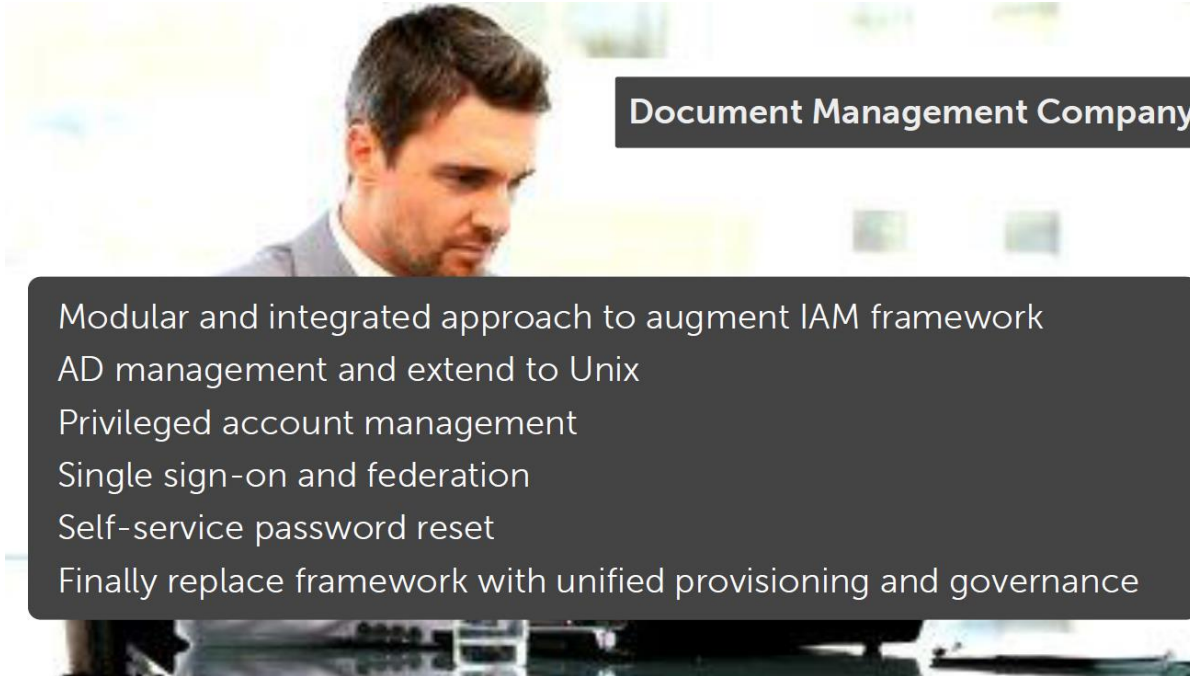 Document Management Company
Modular and integrated approach to augment IAM framework
AD management and extend to Unix
Privileged account management
Single sign-on and federation
Self-service password reset
Finally replace framework with unified provisioning and governance